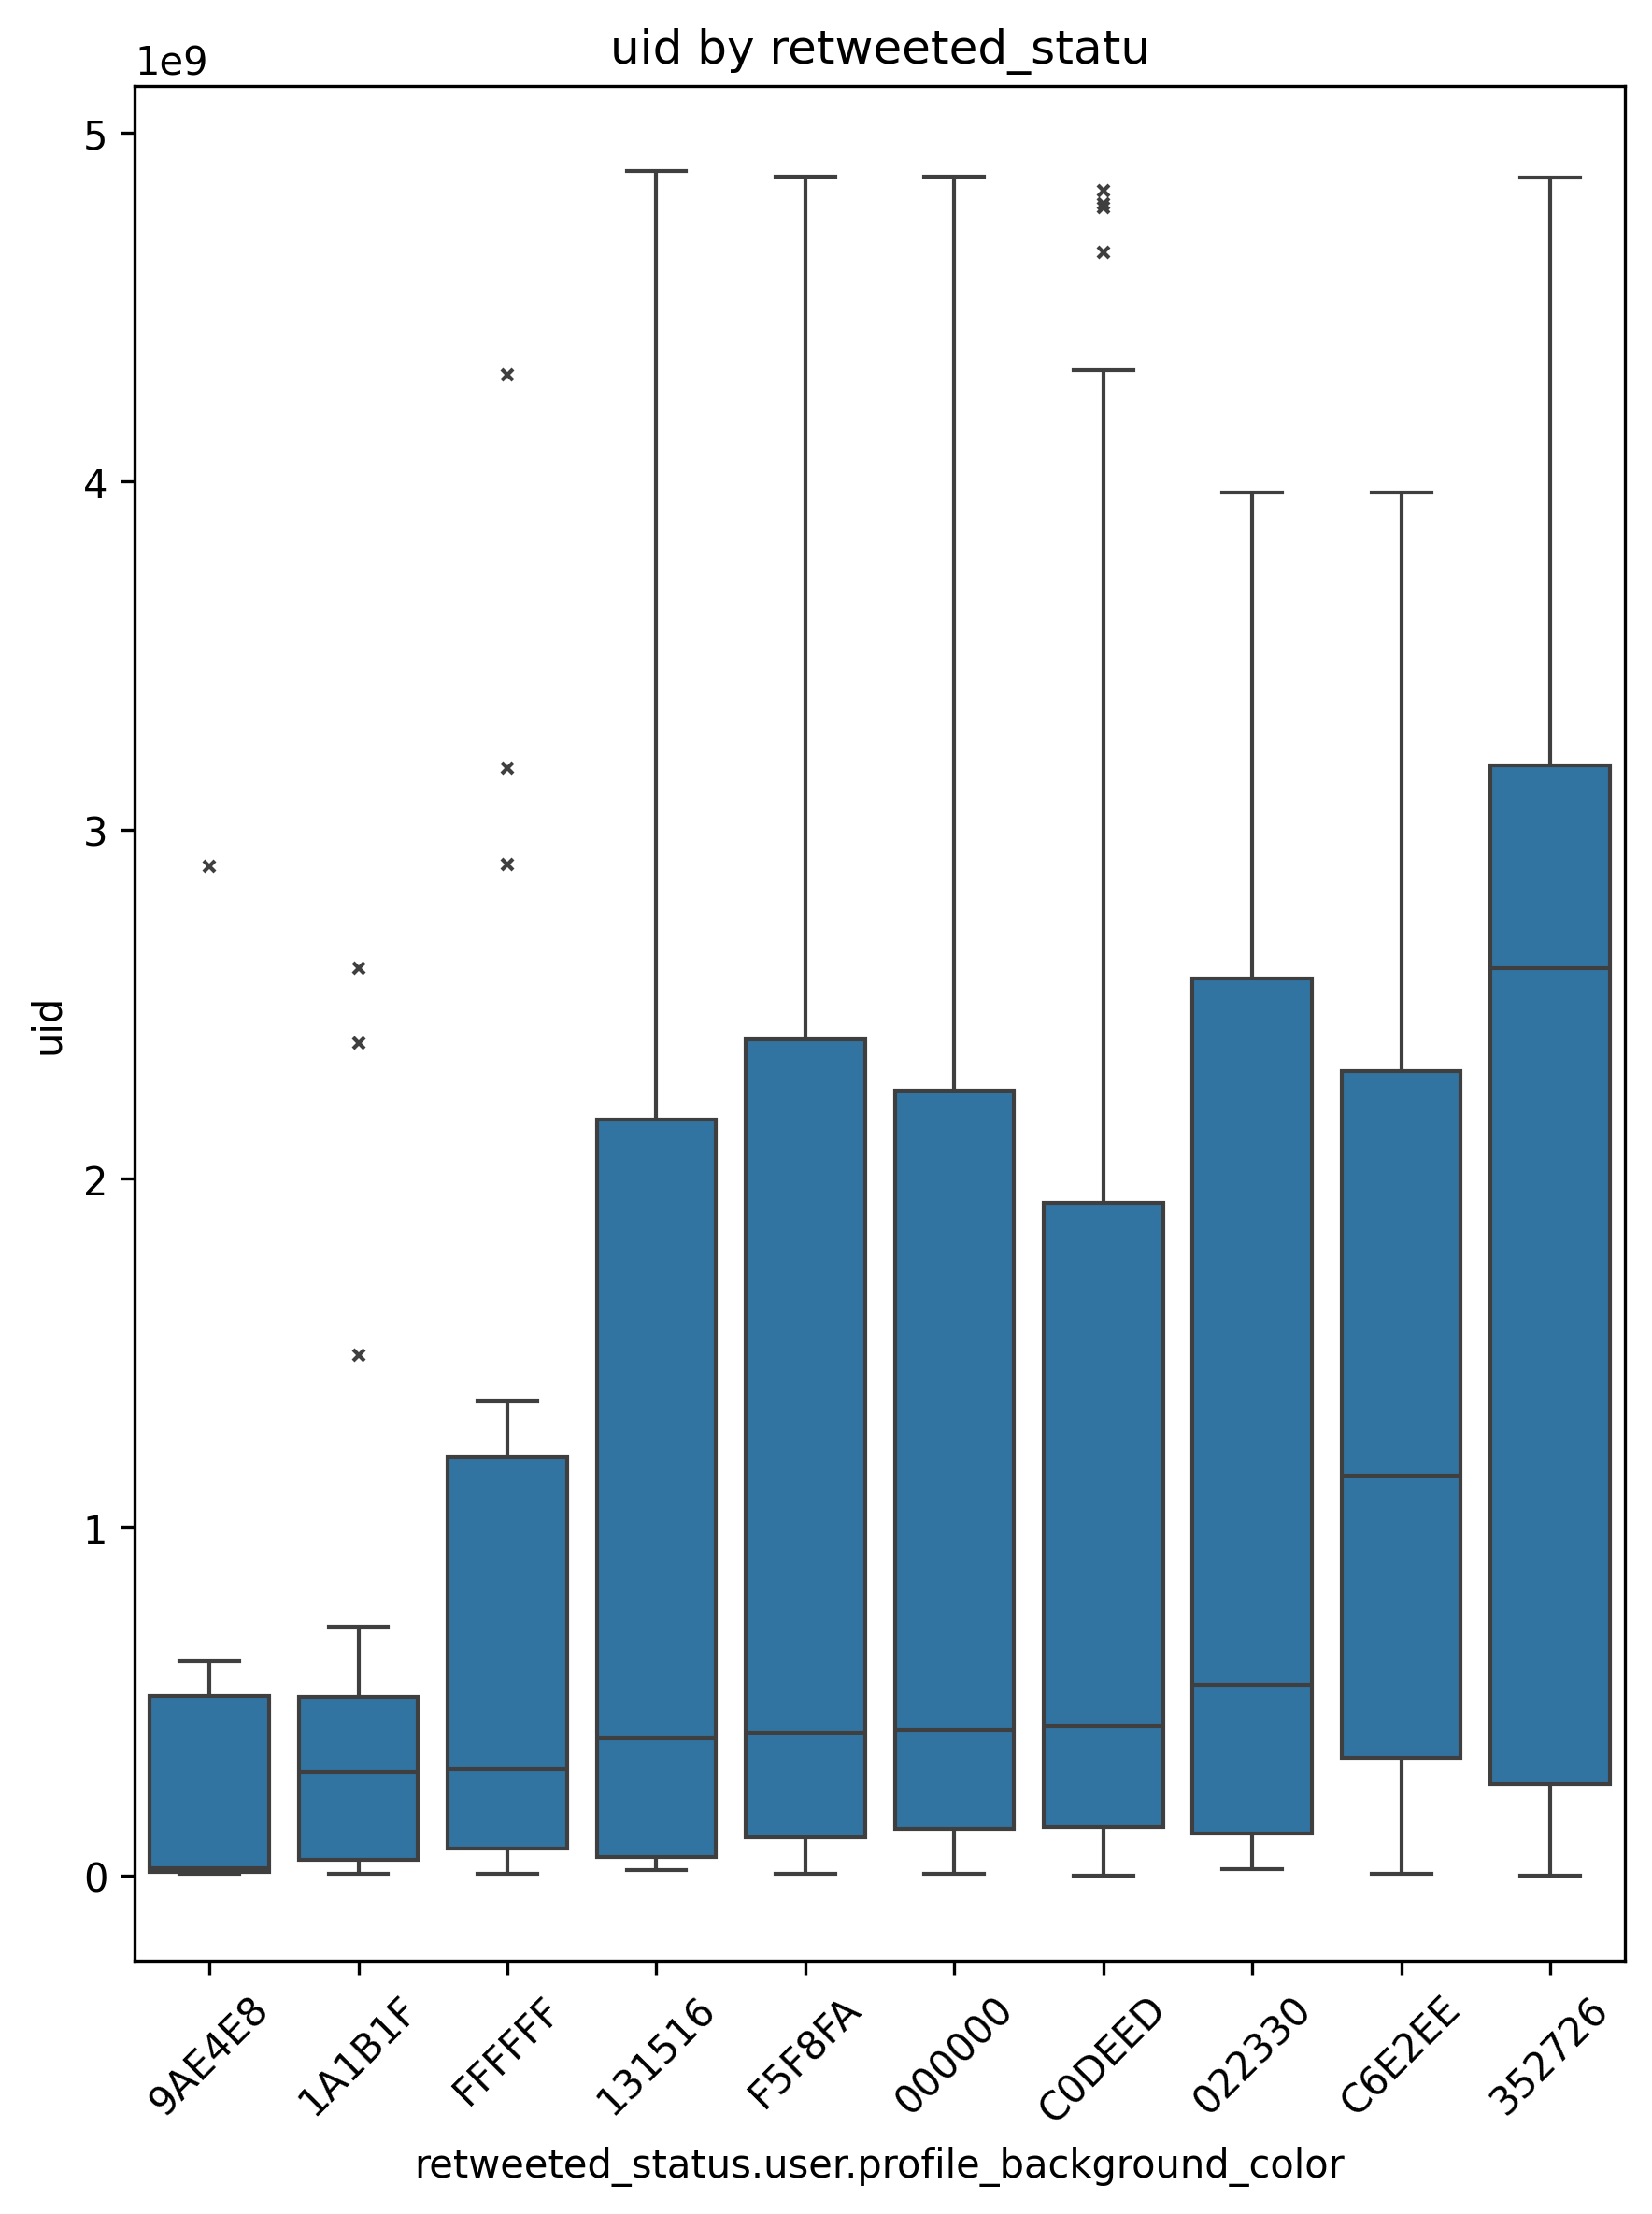 uid by retweeted_statu
1e9
5
4
3
2
1
0
uid
9AE4E8
1A1B1F
FFFFFF
131516
F5F8FA
000000
C0DEED
022330
C6E2EE
352726
retweeted_status.user.profile_background_color